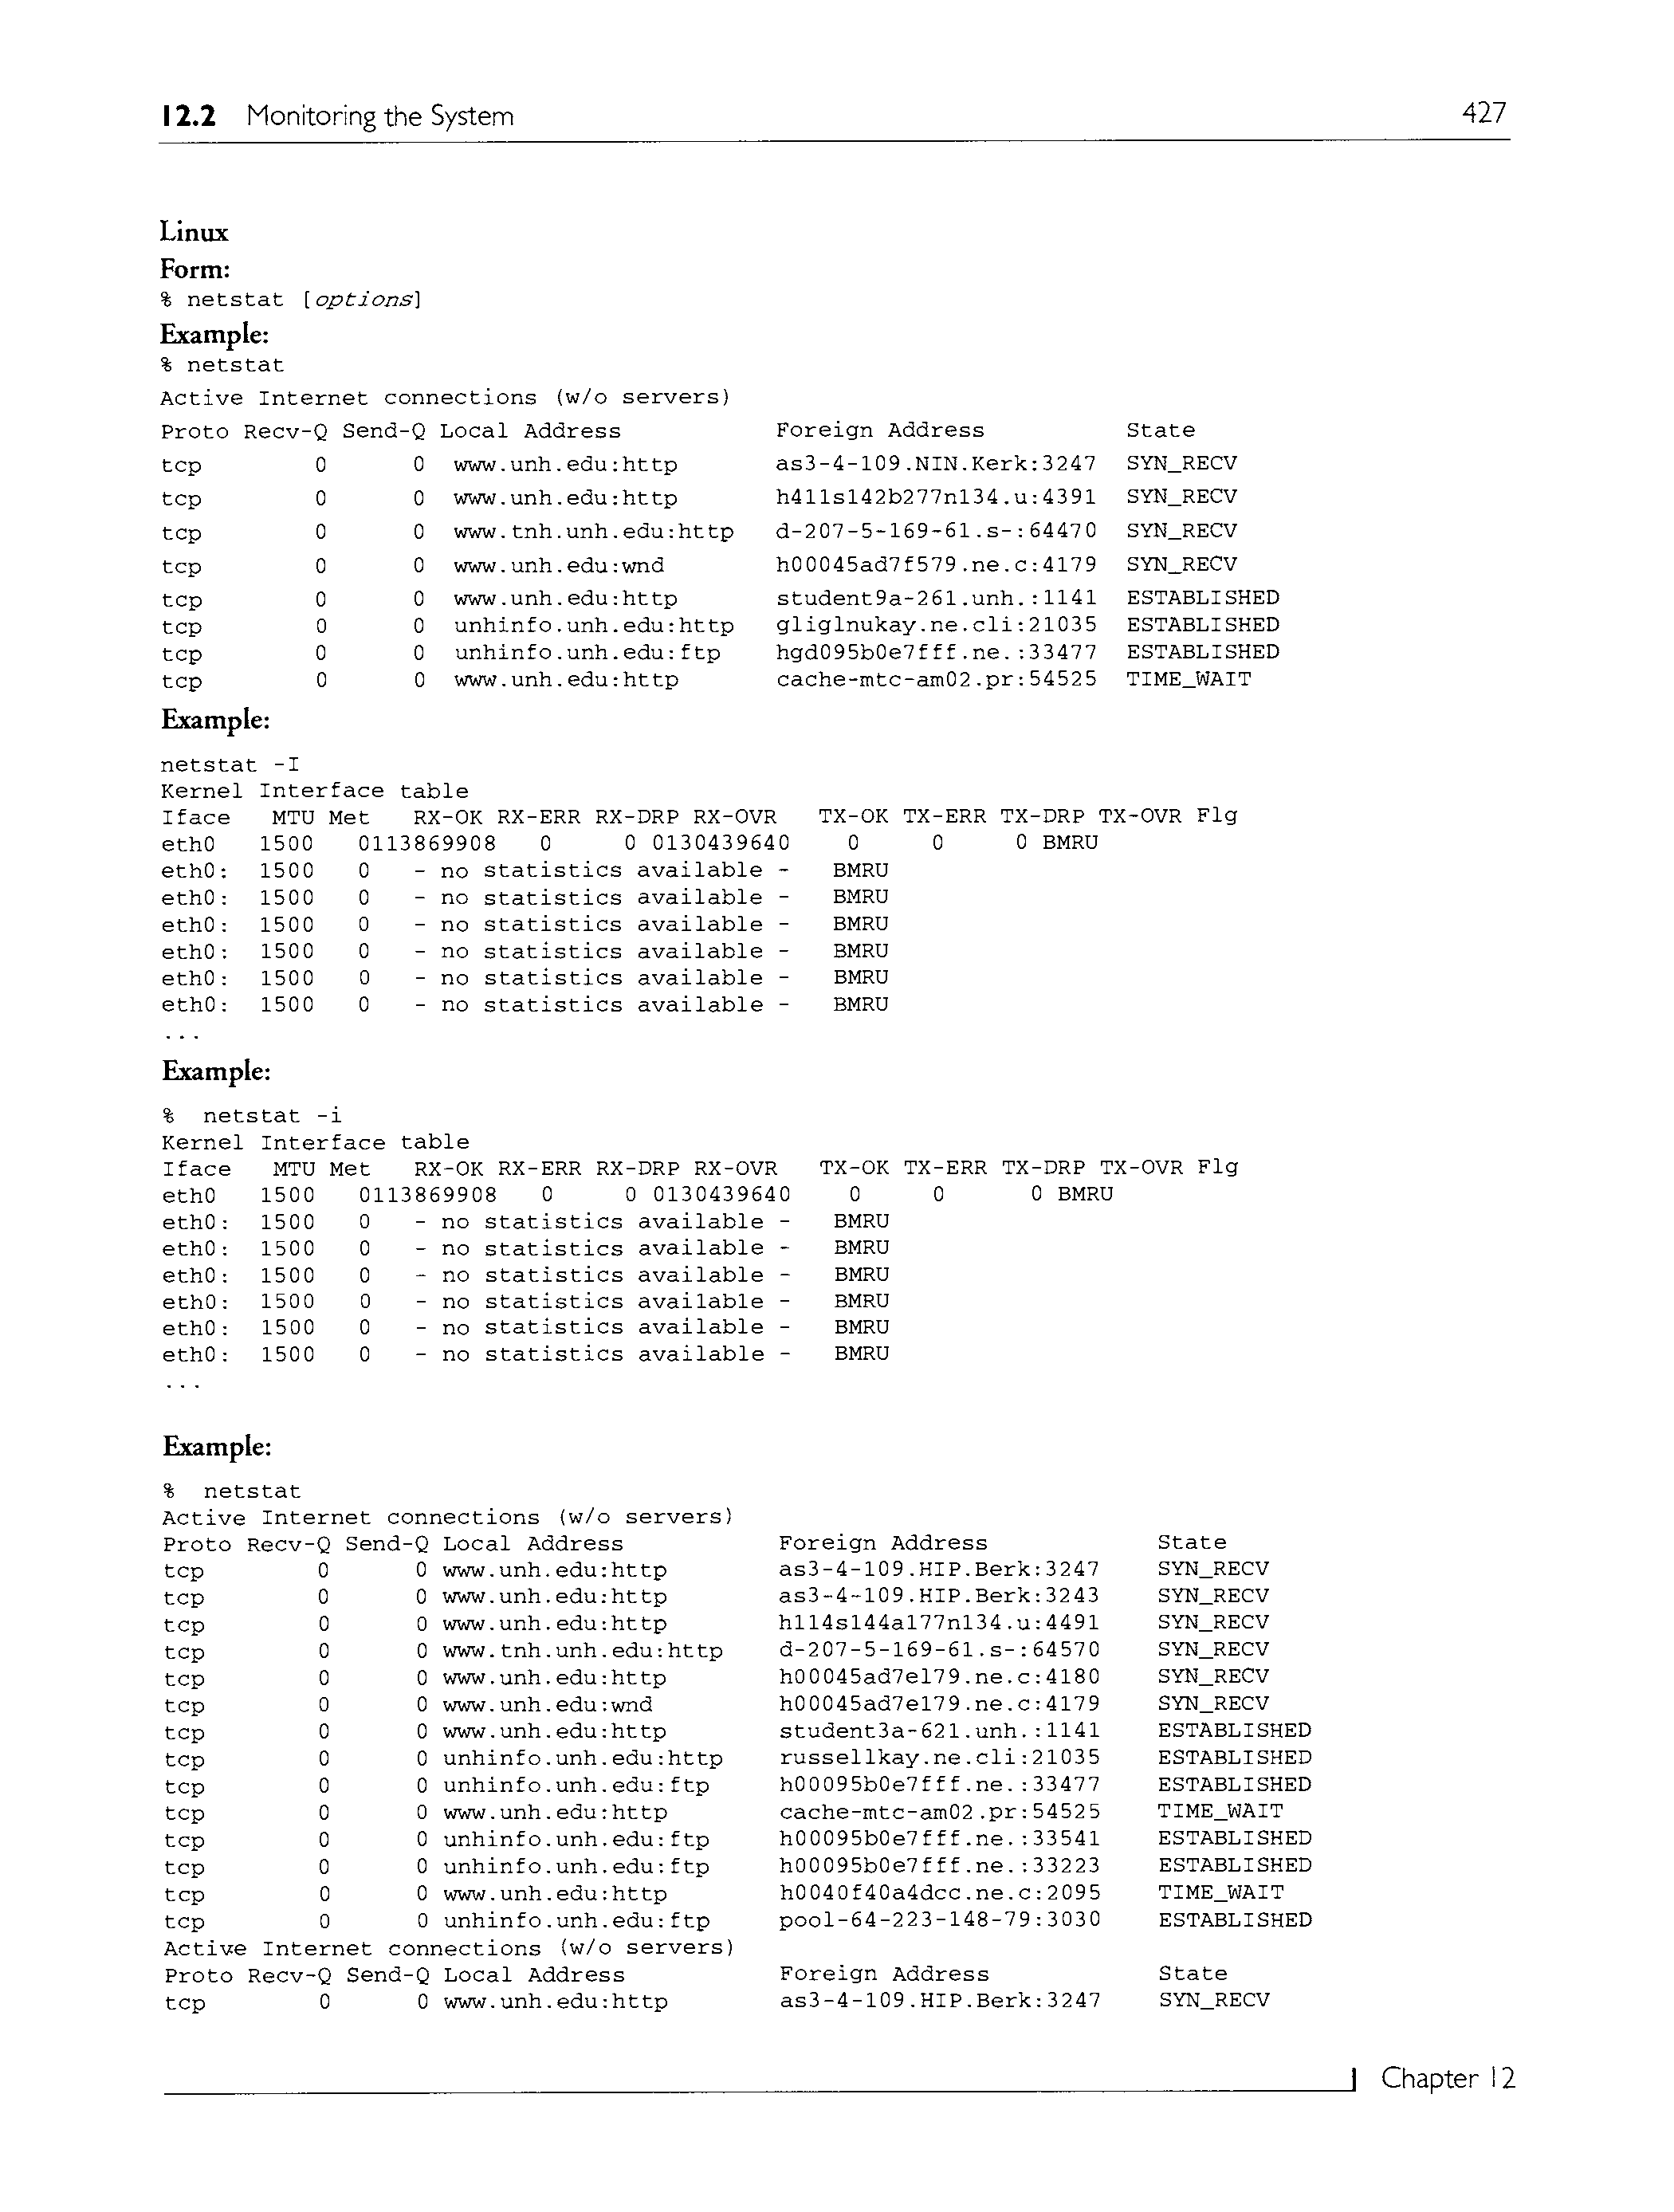 12.2 Monitoring the System 427
Linux
Form:
% netstat [options]
Example:
% netstat
Active Internet connections (w/o servers)
Proto Recv-Q Send-Q Local Address Foreign Address State
tcp 0 0 www.unh.edu:http as3-4-109.NIN.Kerk:3247 SYN_RECV
tcp 0 0 www.unh.edu:http h411s142b277n134.u:4391 SYN_RECV
tcp 0 0 www.tnh.unh.edu:http d-207-5-169-61.s-:64470 SYN_RECV
tcp 0 0 www.unh.edu:wnd h00045ad7f579.ne.c:4179 SYN_RECV
tcp 0 0 www.unh.edu:http student9a-261.unh.:1141 ESTABLISHED
tcp 0 0 unhinfo.unh.edu:http gliglnukay.ne.cli:21035 ESTABLISHED
tcp 0 0 unhinfo.unh.edu:ftp hgd095b0e7fff.ne.:33477 ESTABLISHED
tcp 0 0 www.unh.edu:http cache-mtc-am02.pr:54525 TIME_WAIT
Example:
netstat -I
Kernel Interface table
Iface MTU Met RX-OK RX-ERR RX-DRP RX-OVR TX-OK TX-ERR TX-DRP TX-OVR Flg
eth0 1500 0113869908 0 0 0130439640 0 0 0 BMRU
eth0: 1500 0 - no statistics available - BMRU
eth0: 1500 0 - no statistics available - BMRU
eth0: 1500 0 - no statistics available - BMRU
eth0: 1500 0 - no statistics available - BMRU
eth0: 1500 0 - no statistics available - BMRU
eth0: 1500 0 - no statistics available - BMRU
...
Example:
% netstat -i
Kernel Interface table
Iface MTU Met RX-OK RX-ERR RX-DRP RX-OVR TX-OK TX-ERR TX-DRP TX-OVR Flg
eth0 1500 0113869908 0 0 0130439640 0 0 0 BMRU
eth0: 1500 0 - no statistics available - BMRU
eth0: 1500 0 - no statistics available - BMRU
eth0: 1500 0 - no statistics available - BMRU
eth0: 1500 0 - no statistics available - BMRU
eth0: 1500 0 - no statistics available - BMRU
eth0: 1500 0 - no statistics available - BMRU
...
Example:
% netstat
Active Internet connections (w/o servers)
Proto Recv-Q Send-Q Local Address Foreign Address State
tcp 0 0 www.unh.edu:http as3-4-109.HIP.Berk:3247 SYN_RECV
tcp 0 0 www.unh.edu:http as3-4-109.HIP.Berk:3243 SYN_RECV
tcp 0 0 www.unh.edu:http h114s144a177n134.u:4491 SYN_RECV
tcp 0 0 www.tnh.unh.edu:http d-207-5-169-61.s-:64570 SYN_RECV
tcp 0 0 www.unh.edu:http h00045ad7e179.ne.c:4180 SYN_RECV
tcp 0 0 www.unh.edu:wnd h00045ad7e179.ne.c:4179 SYN_RECV
tcp 0 0 www.unh.edu:http student3a-621.unh.:1141 ESTABLISHED
tcp 0 0 unhinfo.unh.edu:http russellkay.ne.cli:21035 ESTABLISHED
tcp 0 0 unhinfo.unh.edu:ftp h00095b0e7fff.ne.:33477 ESTABLISHED
tcp 0 0 www.unh.edu:http cache-mtc-am02.pr:54525 TIME_WAIT
tcp 0 0 unhinfo.unh.edu:ftp h00095b0e7fff.ne.:33541 ESTABLISHED
tcp 0 0 unhinfo.unh.edu:ftp h00095b0e7fff.ne.:33223 ESTABLISHED
tcp 0 0 www.unh.edu:http h0040f40a4dcc.ne.c:2095 TIME_WAIT
tcp 0 0 unhinfo.unh.edu:ftp pool-64-223-148-79:3030 ESTABLISHED
Active Internet connections (w/o servers)
Proto Recv-Q Send-Q Local Address Foreign Address State
tcp 0 0 www.unh.edu:http as3-4-109.HIP.Berk:3247 SYN_RECV
Chapter 12